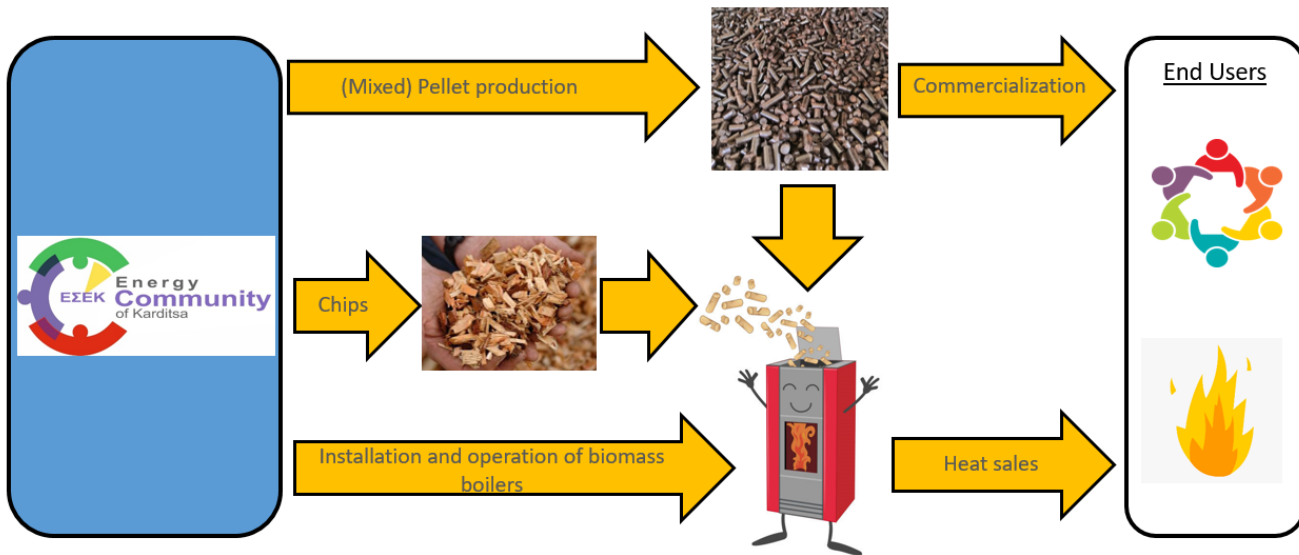 (Mixed) Pellet production
Commercialization
End Users
ΕΣΕΚ
Energy
Community
of Karditsa
Chips
Installation and operation of biomass
boilers
Heat sales